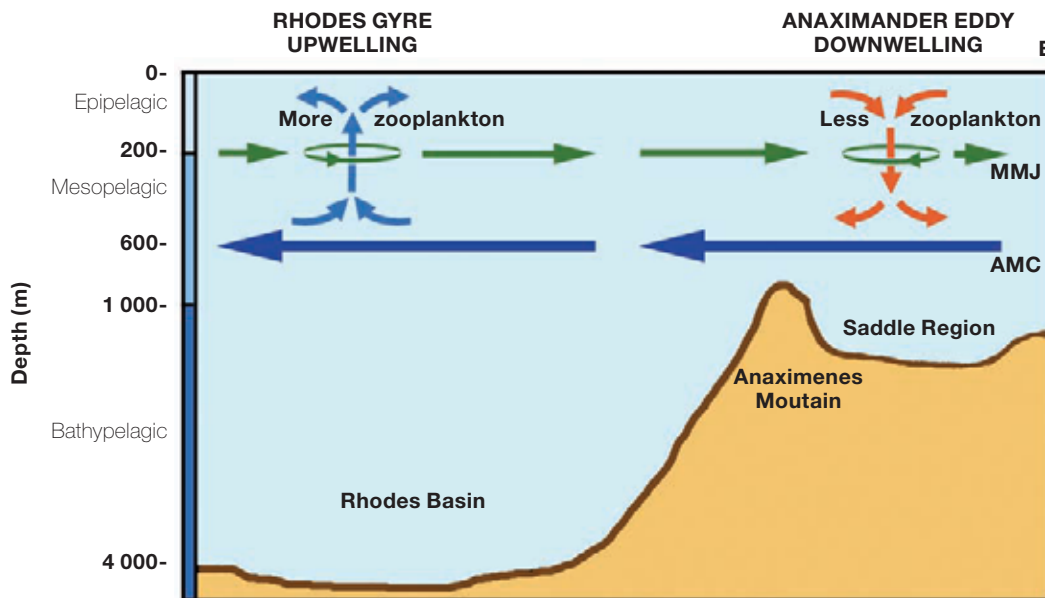 RHODES GYRE
UPWELLING
ANAXIMANDER EDDY
DOWNWELLING
E
0-
Epipelagic
More zooplankton
Less zooplankton
200-
MMJ
Mesopelagic
600-
AMC
1 000-
Saddle Region
Depth (m)
Anaximenes
Moutain
Bathypelagic
Rhodes Basin
4 000-